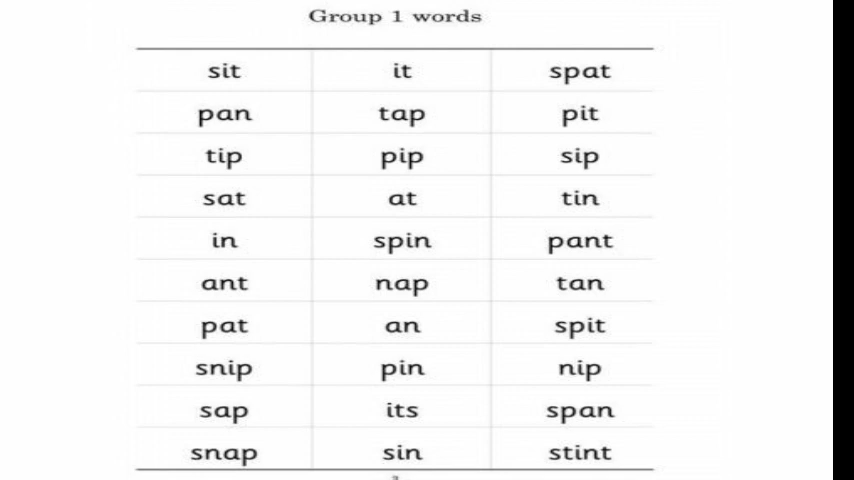 Group 1 words
sit it spat
pan tap pit
tip pip sip
sat at tin
in spin pant
ant nap tan
pat an spit
snip pin nip
sap its span
snap sin stint